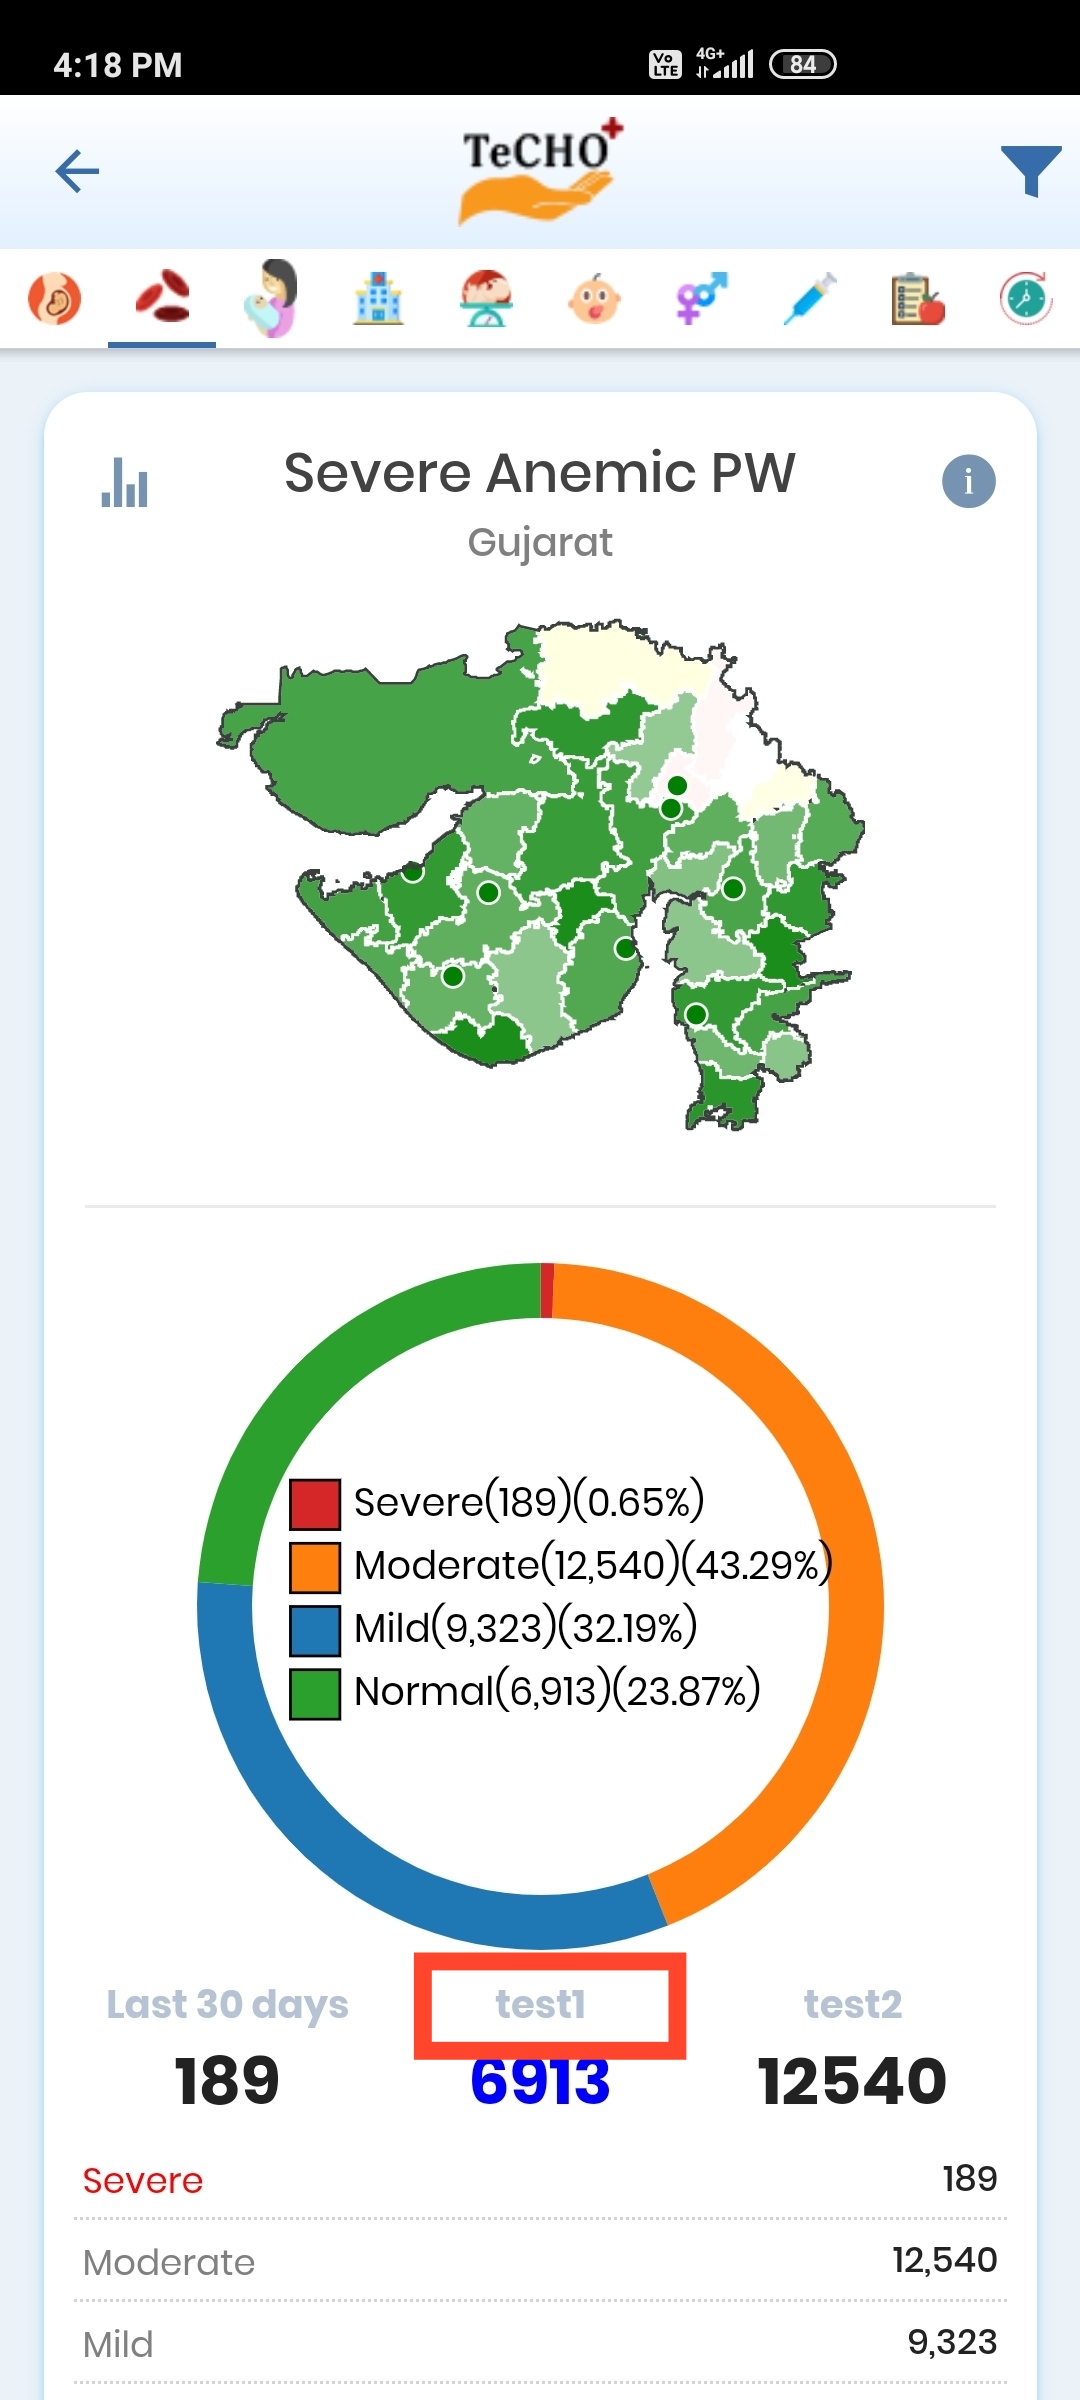 4:18 PM
Vo LTE 4G+ 84
TeCHO+
Severe Anemic PW
i
Gujarat
Severe(189)(0.65%)
Moderate(12,540)(43.29%)
Mild(9,323)(32.19%)
Normal(6,913)(23.87%)
Last 30 days test1 test2
189 6913 12540
Severe 189
Moderate 12,540
Mild 9,323